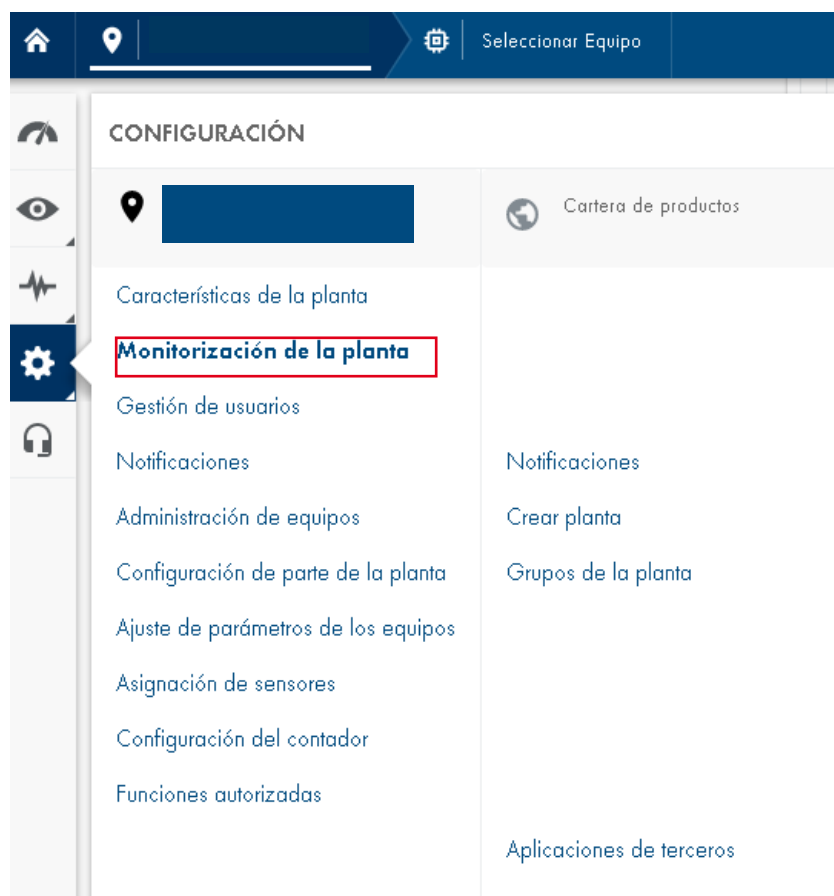 Seleccionar Equipo
CONFIGURACIÓN
Cartera de productos
Características de la planta
Monitorización de la planta
Gestión de usuarios
Notificaciones
Administración de equipos
Configuración de parte de la planta
Ajuste de parámetros de los equipos
Asignación de sensores
Configuración del contador
Funciones autorizadas
Notificaciones
Crear planta
Grupos de la planta
Aplicaciones de terceros